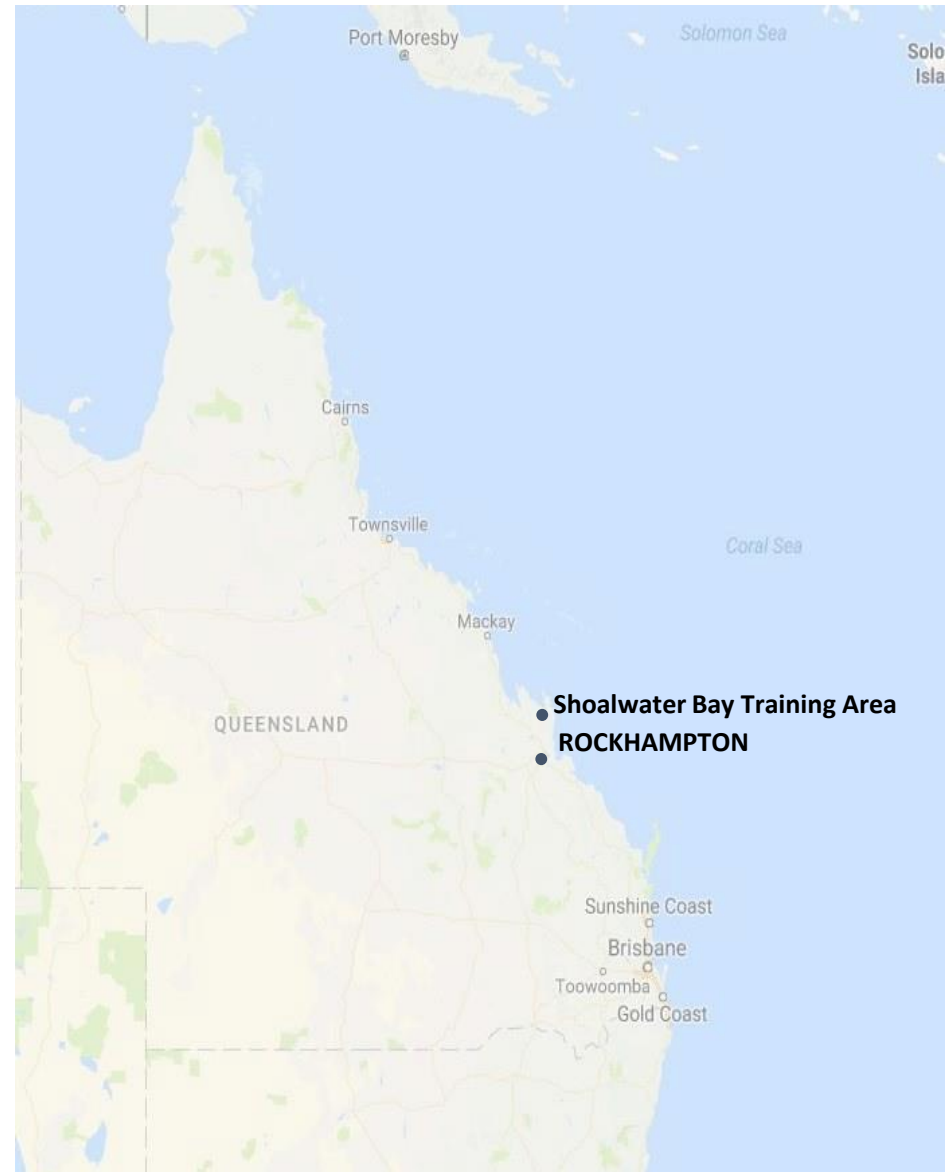 Port Moresby
Solomon Sea
Solo
Isla
Cairns
Townsville
Coral Sea
Mackay
Shoalwater Bay Training Area
QUEENSLAND
ROCKHAMPTON
Sunshine Coast
Brisbane
Toowoomba
Gold Coast